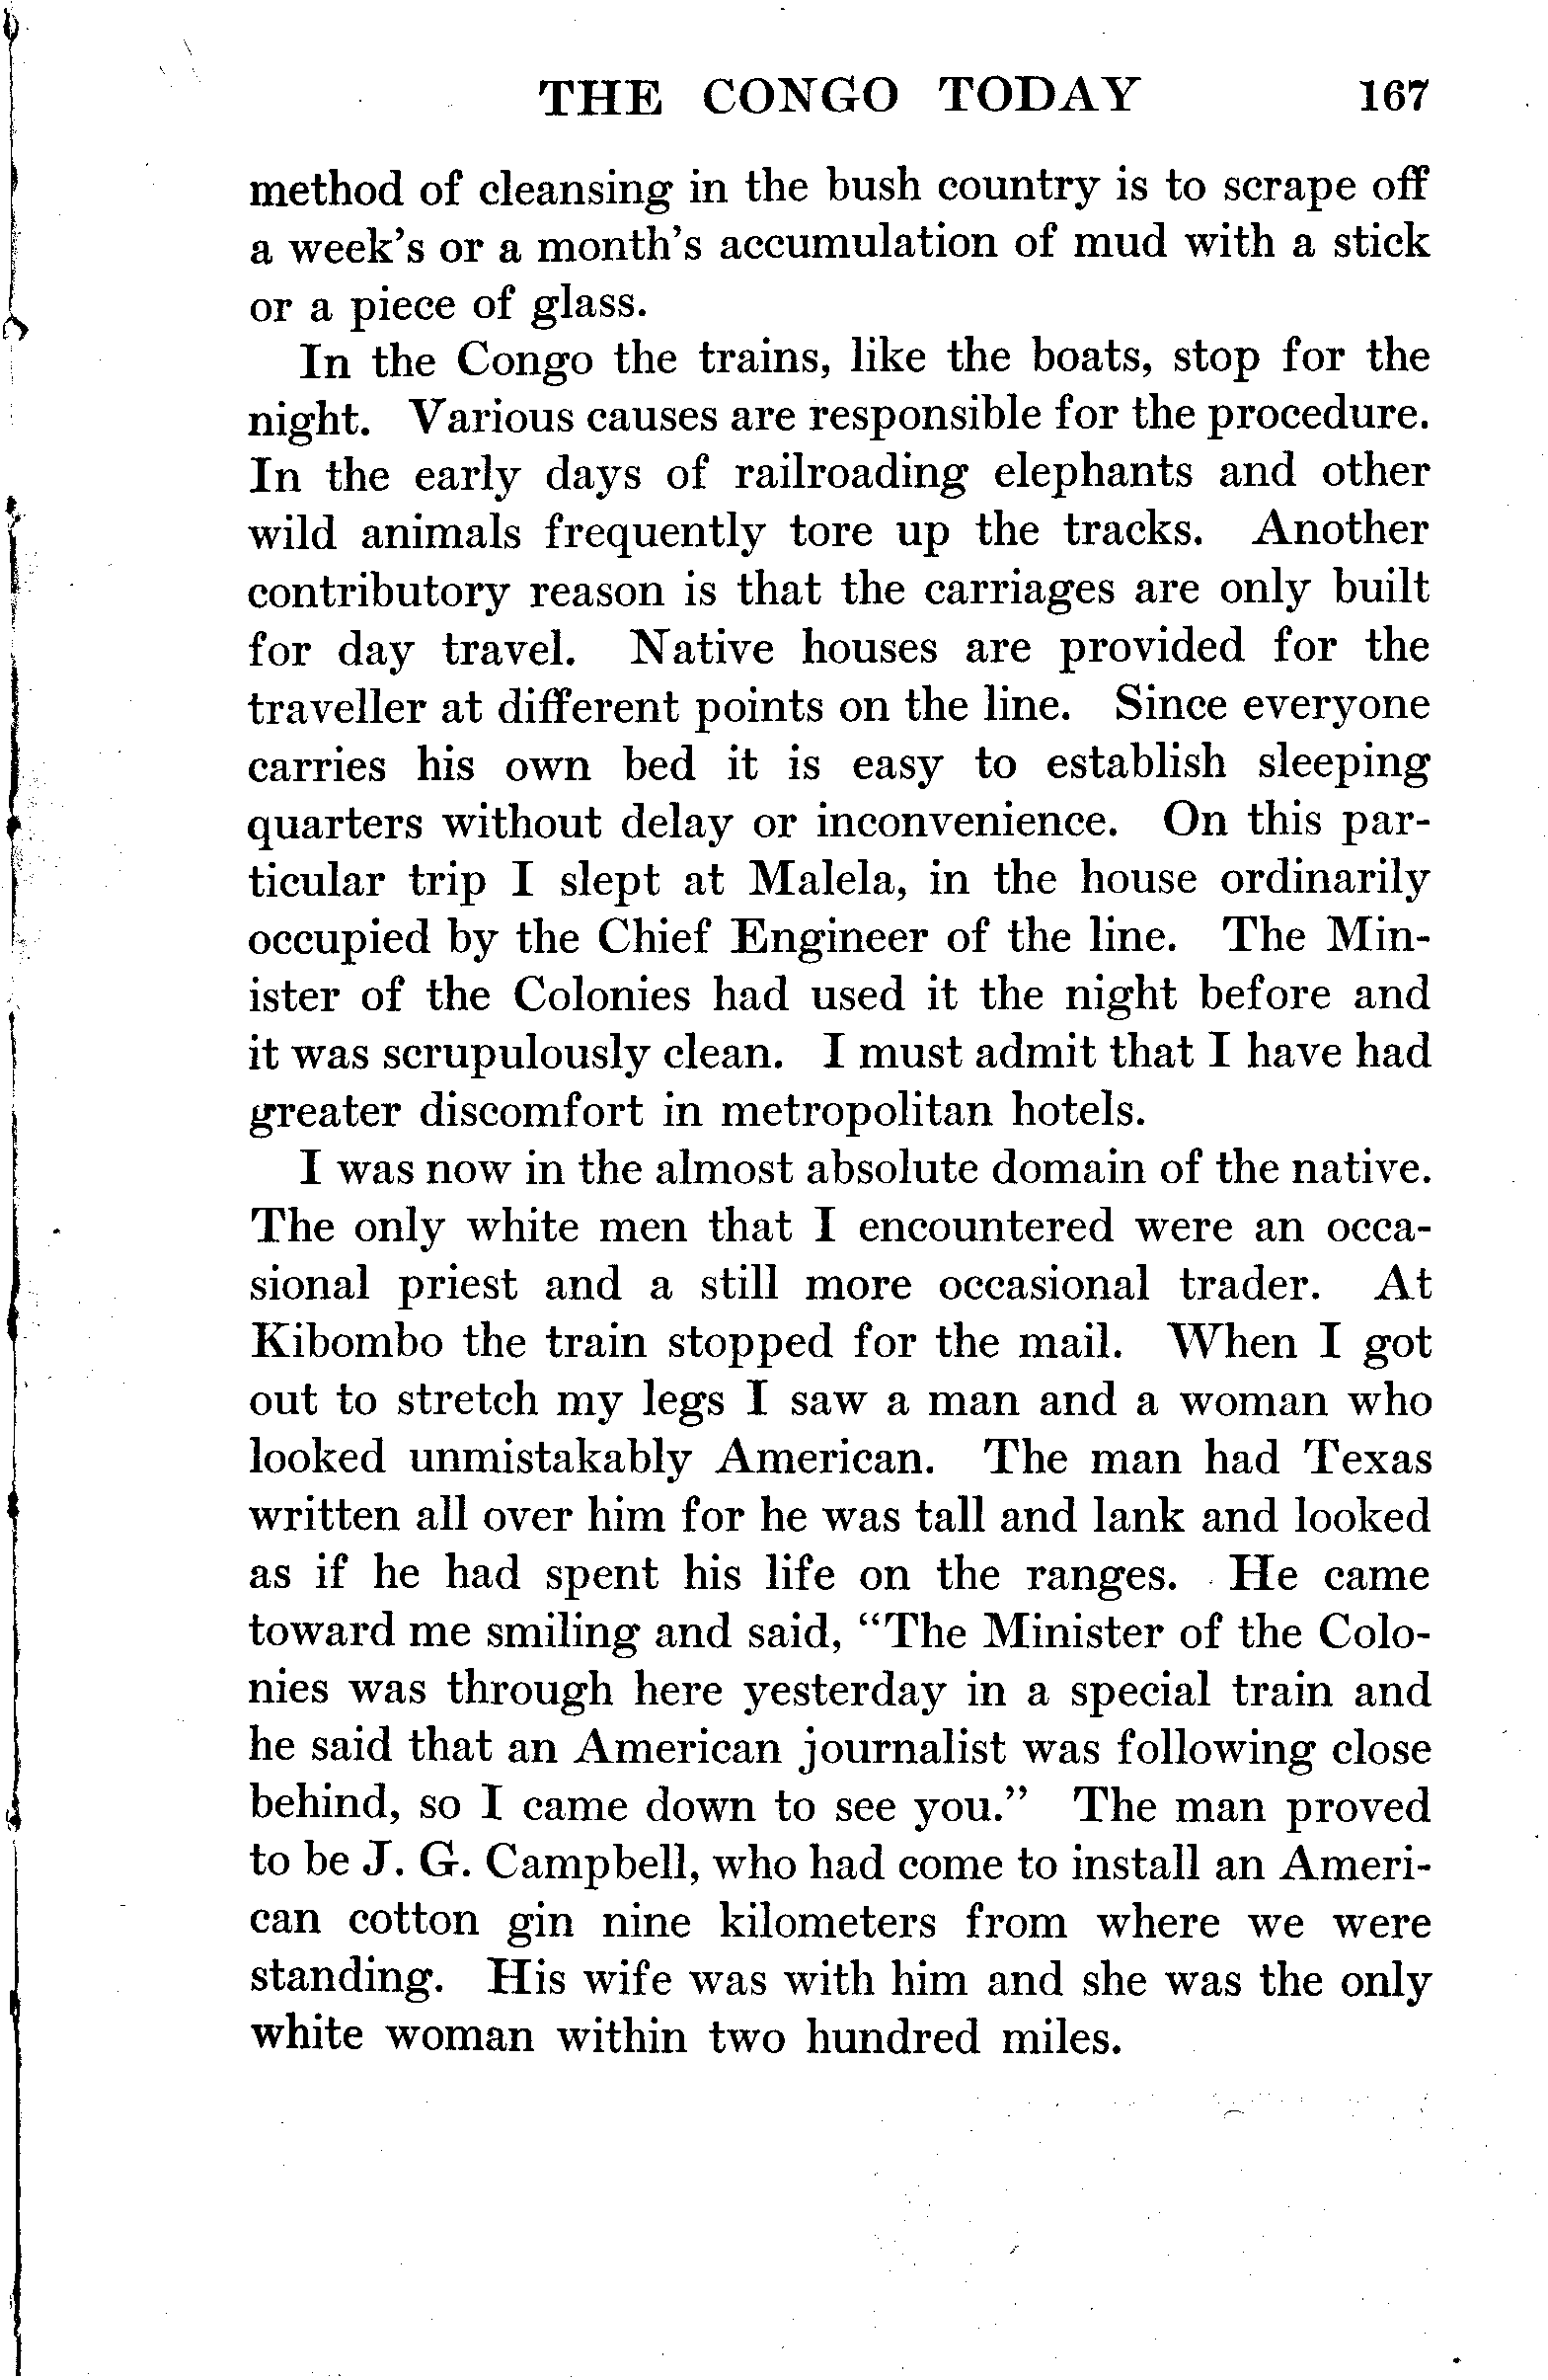 THE CONGO TODAY 167
method of cleansing in the bush country is to scrape off
a week's or a month's accumulation of mud with a stick
or a piece of glass.
In the Congo the trains, like the boats, stop for the
night. Various causes are responsible for the procedure.
In the early days of railroading elephants and other
wild animals frequently tore up the tracks. Another
contributory reason is that the carriages are only built
for day travel. Native houses are provided for the
traveller at different points on the line. Since everyone
carries his own bed it is easy to establish sleeping
quarters without delay or inconvenience. On this par-
ticular trip I slept at Malela, in the house ordinarily
occupied by the Chief Engineer of the line. The Min-
ister of the Colonies had used it the night before and
it was scrupulously clean. I must admit that I have had
greater discomfort in metropolitan hotels.
I was now in the almost absolute domain of the native.
The only white men that I encountered were an occa-
sional priest and a still more occasional trader. At
Kibombo the train stopped for the mail. When I got
out to stretch my legs I saw a man and a woman who
looked unmistakably American. The man had Texas
written all over him for he was tall and lank and looked
as if he had spent his life on the ranges. He came
toward me smiling and said, "The Minister of the Colo-
nies was through here yesterday in a special train and
he said that an American journalist was following close
behind, so I came down to see you." The man proved
to be J. G. Campbell, who had come to install an Ameri-
can cotton gin nine kilometers from where we were
standing. His wife was with him and she was the only
white woman within two hundred miles.